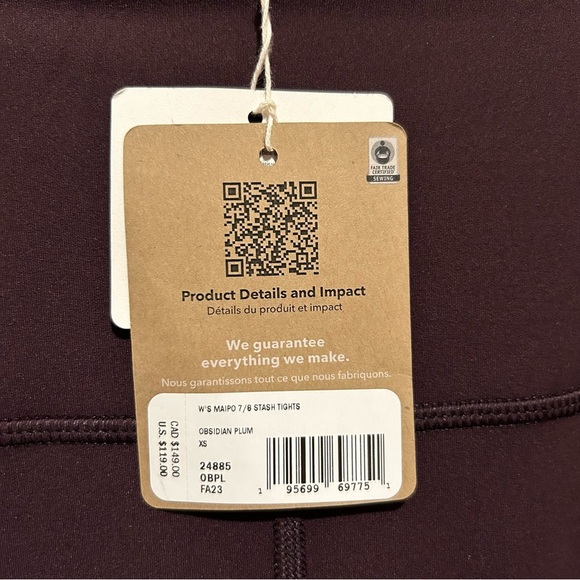 FAIR TRADE
CERTIFIED
SEWING
Product Details and Impact
Détails du produit et impact
We guarantee
everything we make.
Nous garantissons tout ce que nous fabriquons.
CAD $149.00
U.S. $119.00
W'S MAIPO 7/8 STASH TIGHTS
OBSIDIAN PLUM
XS
24885
OBPL
FA23
1 95699 69775 1